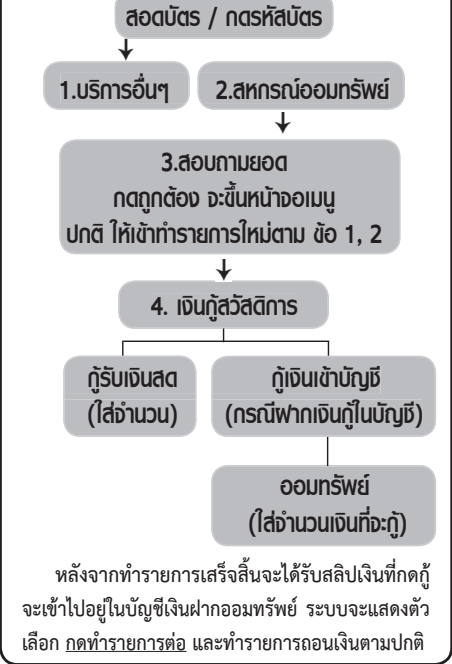 สอดบัตร / กดรหัสบัตร
1.บริการอื่นๆ
2.สหกรณ์ออมทรัพย์
3.สอบถามยอด
กดถูกต้อง จะขึ้นหน้าจอเมนู
ปกติ ให้เข้าทำรายการใหม่ตาม ข้อ 1, 2
4. เงินกู้สวัสดิการ
กู้รับเงินสด
(ใส่จำนวน)
กู้เงินเข้าบัญชี
(กรณีฝากเงินกู้ในบัญชี)
ออมทรัพย์
(ใส่จำนวนเงินที่จะกู้)
หลังจากทำรายการเสร็จสิ้นจะได้รับสลิปเงินที่กดกู้
จะเข้าไปอยู่ในบัญชีเงินฝากออมทรัพย์ ระบบจะแสดงตัว
เลือก กดทำรายการต่อ และทำรายการถอนเงินตามปกติ